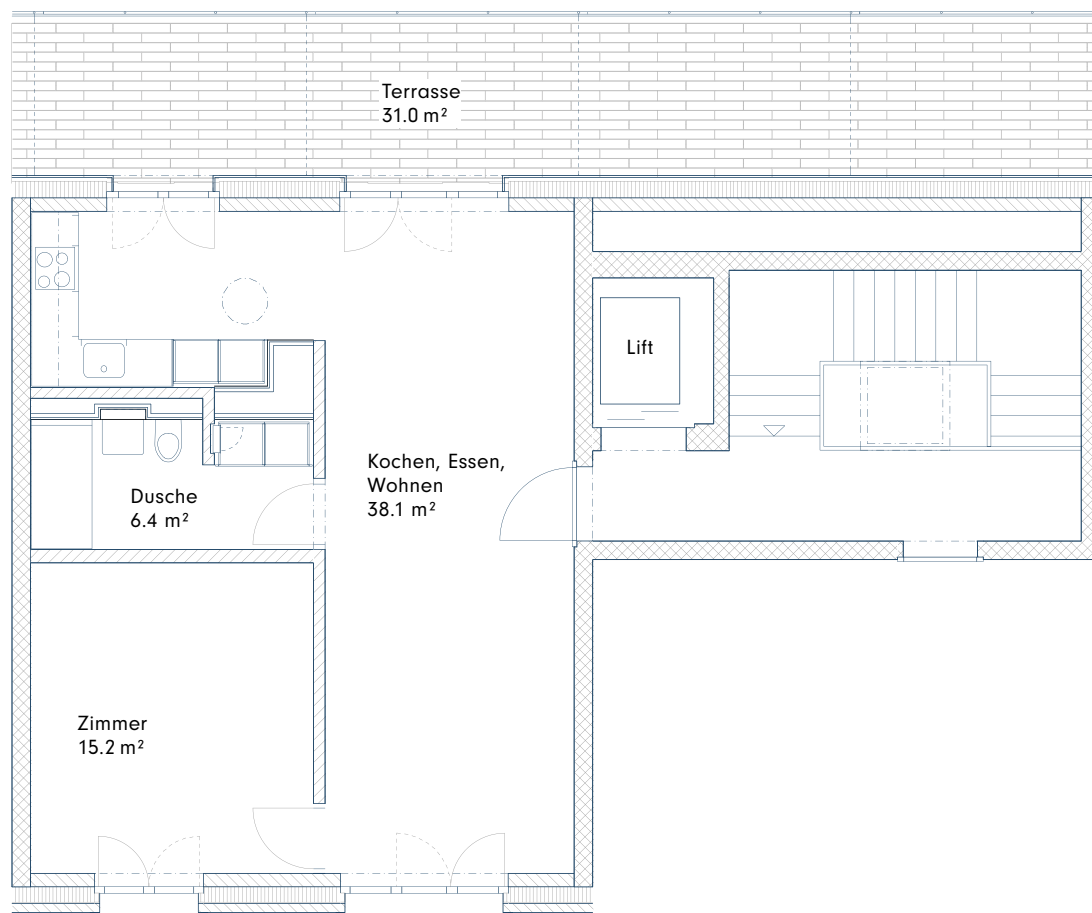 Terrasse
31.0 m²
Lift
Kochen, Essen,
Wohnen
38.1 m²
Dusche
6.4 m²
Zimmer
15.2 m²